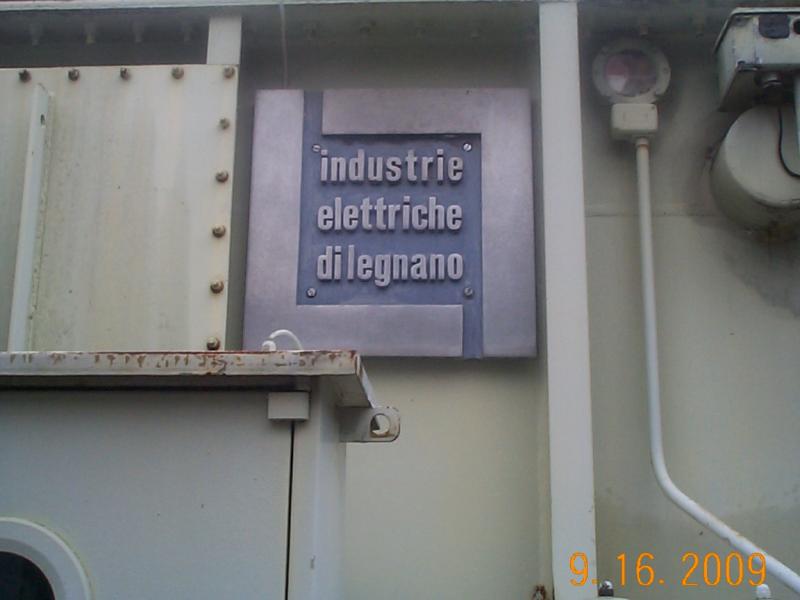 industrie
elettriche
di legnano
9. 16. 2009